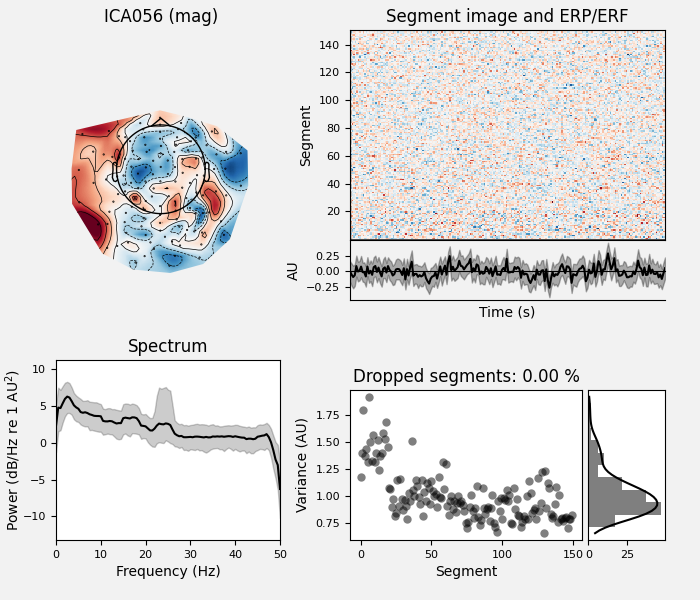 ICA056 (mag)
Segment image and ERP/ERF
140
120
100
80
60
40
20
Segment
0.25
0.00
−0.25
AU
Time (s)
Spectrum
10
5
0
−5
−10
Power (dB/Hz re 1 AU²)
0 10 20 30 40 50
Frequency (Hz)
Dropped segments: 0.00 %
1.75
1.50
1.25
1.00
0.75
Variance (AU)
0 50 100 150
Segment
0 25